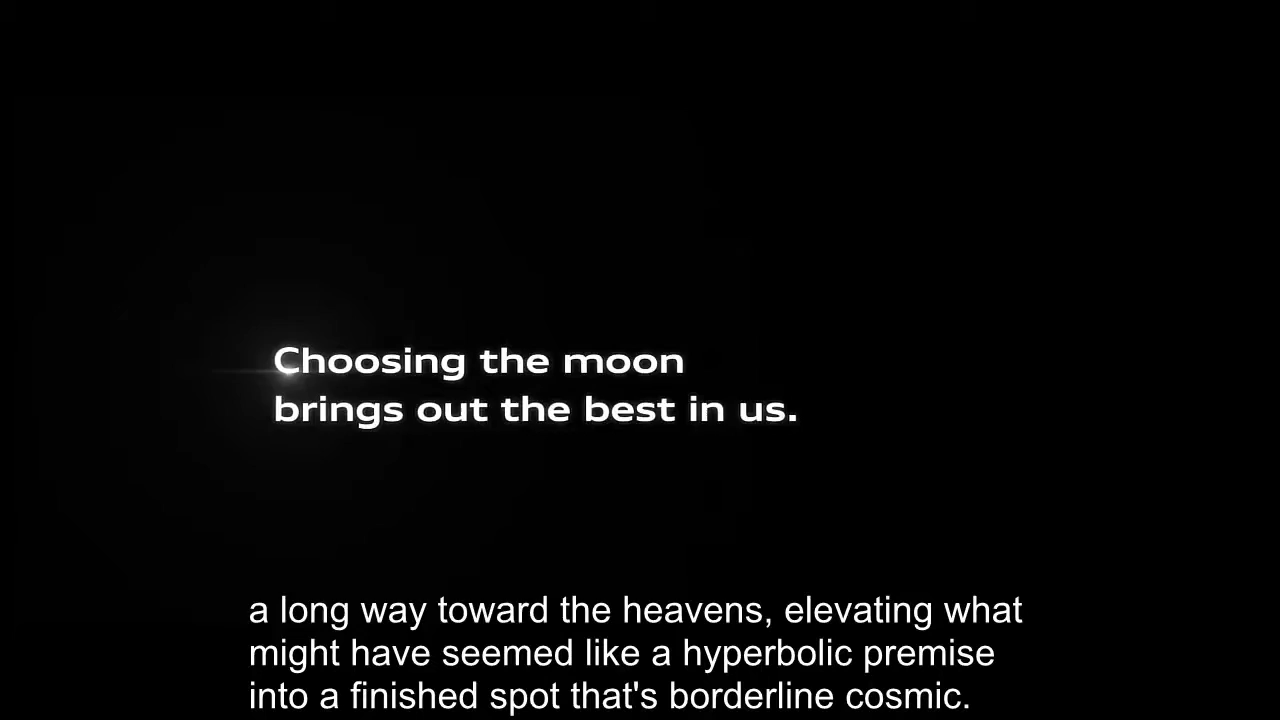 Choosing the moon
brings out the best in us.
a long way toward the heavens, elevating what
might have seemed like a hyperbolic premise
into a finished spot that's borderline cosmic.